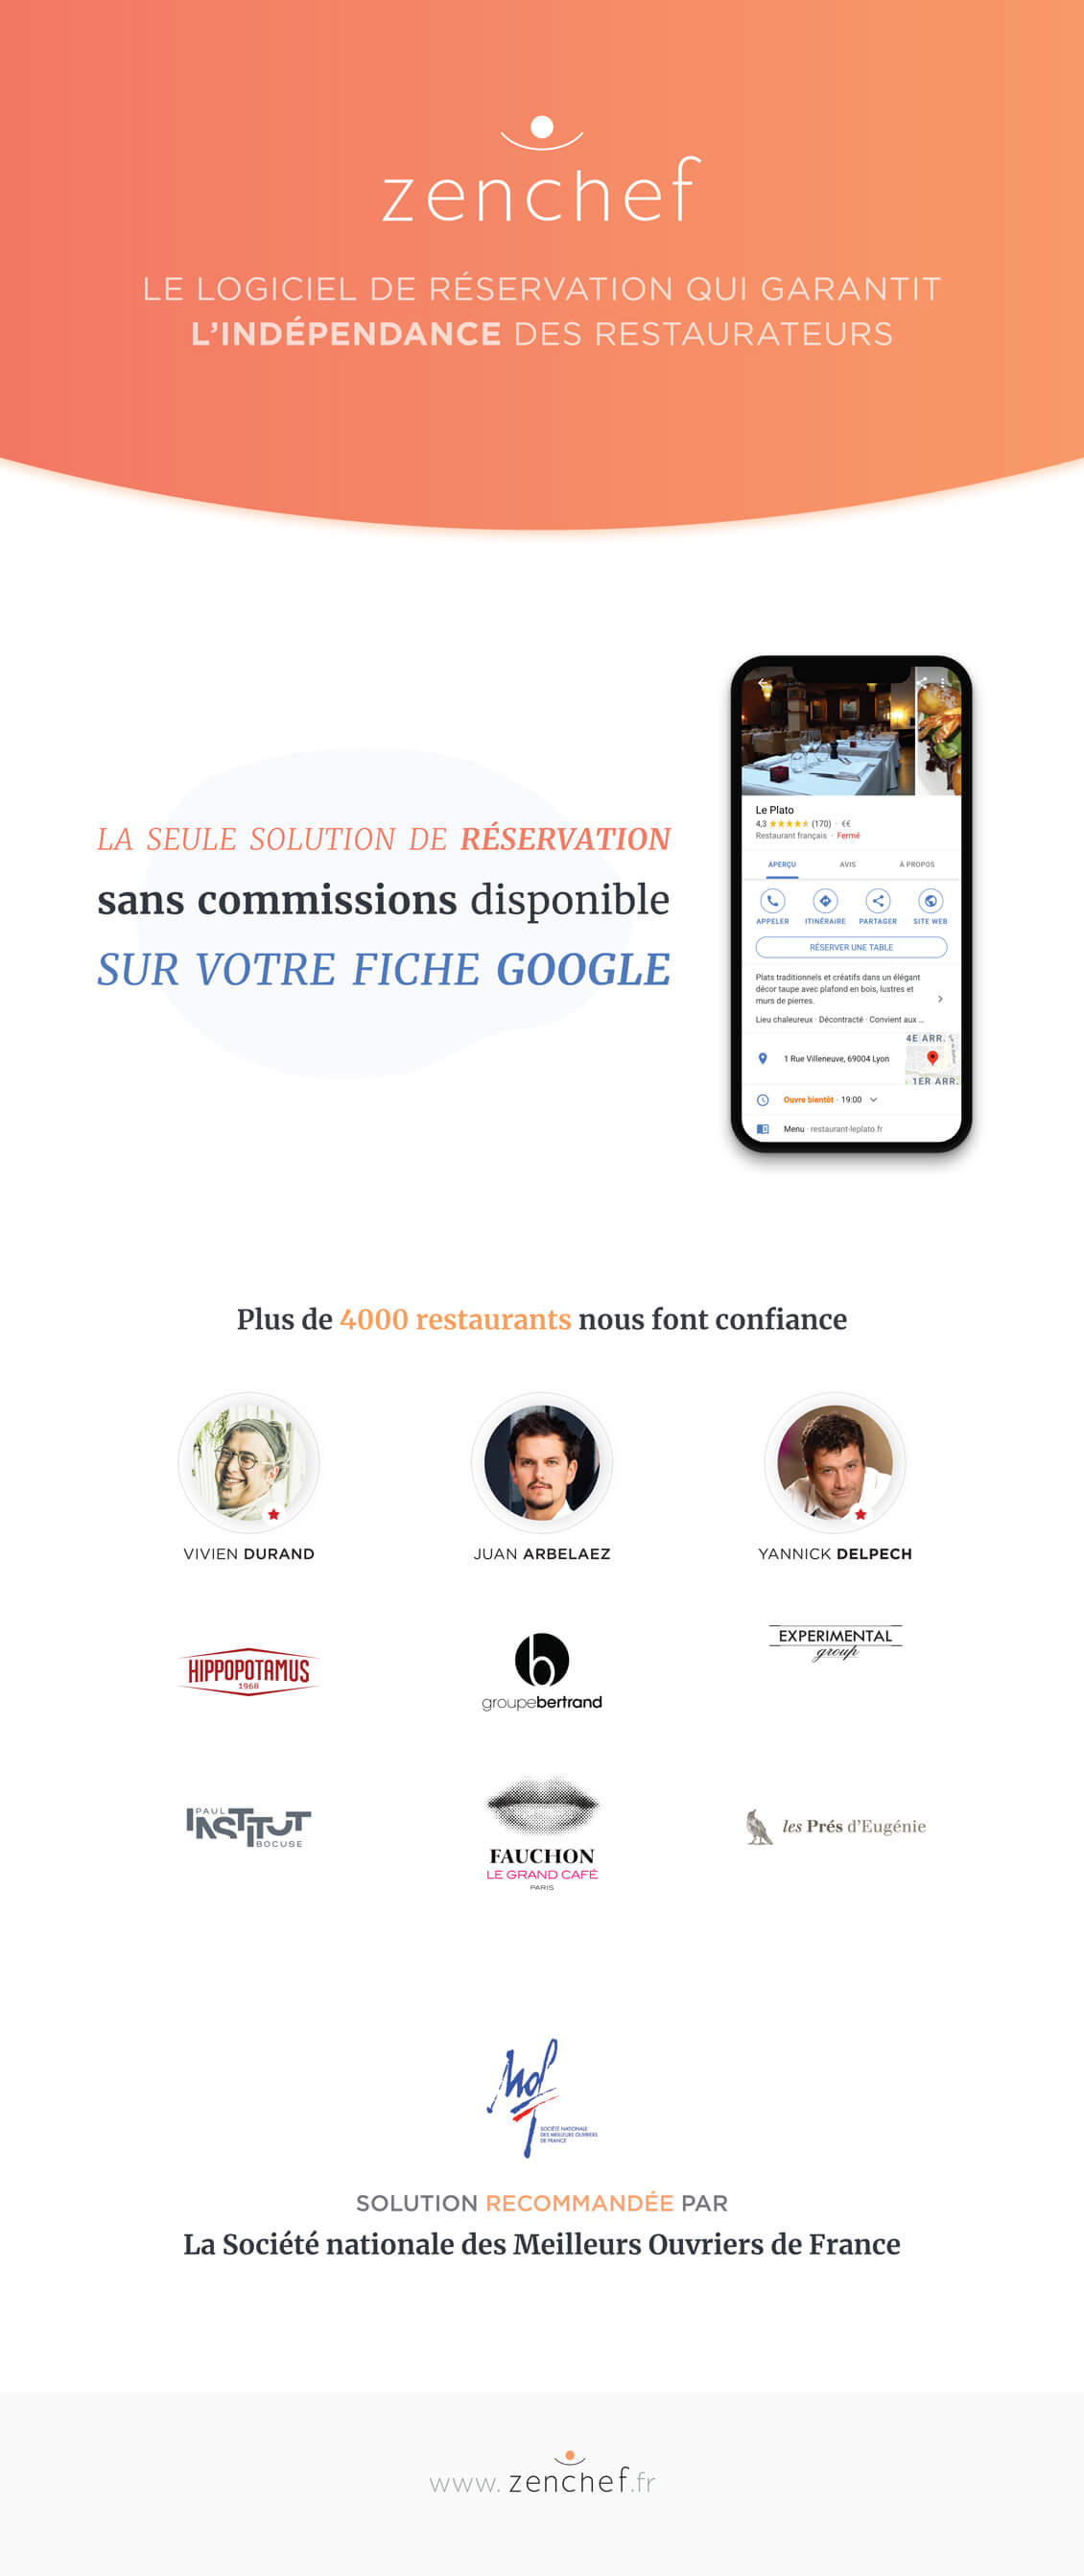 zenchef
LE LOGICIEL DE RÉSERVATION QUI GARANTIT
L'INDÉPENDANCE DES RESTAURATEURS
LA SEULE SOLUTION DE RÉSERVATION
sans commissions disponible
SUR VOTRE FICHE GOOGLE
Le Plato
4,3 (170) · €€
Restaurant français · Fermé
APERÇU AVIS À PROPOS
APPELER ITINÉRAIRE PARTAGER SITE WEB
RÉSERVER UNE TABLE
Plats traditionnels et créatifs dans un élégant
décor taupe avec plafond en bois, lustres et
murs de pierres.
Lieu chaleureux · Décontracté · Convient aux ...
4E ARR.
1 Rue Villeneuve, 69004 Lyon
1ER ARR.
Ouvre bientôt · 19:00
Menu · restaurant-leplato.fr
Plus de 4000 restaurants nous font confiance
VIVIEN DURAND
JUAN ARBELAEZ
YANNICK DELPECH
HIPPOPOTAMUS
1968
b
groupebertrand
EXPERIMENTAL
group
PAUL
INSTITUT
BOCUSE
FAUCHON
LE GRAND CAFÉ
PARIS
les Prés d'Eugénie
Mof
SOCIÉTÉ NATIONALE
DES MEILLEURS OUVRIERS
DE FRANCE
SOLUTION RECOMMANDÉE PAR
La Société nationale des Meilleurs Ouvriers de France
www.zenchef.fr